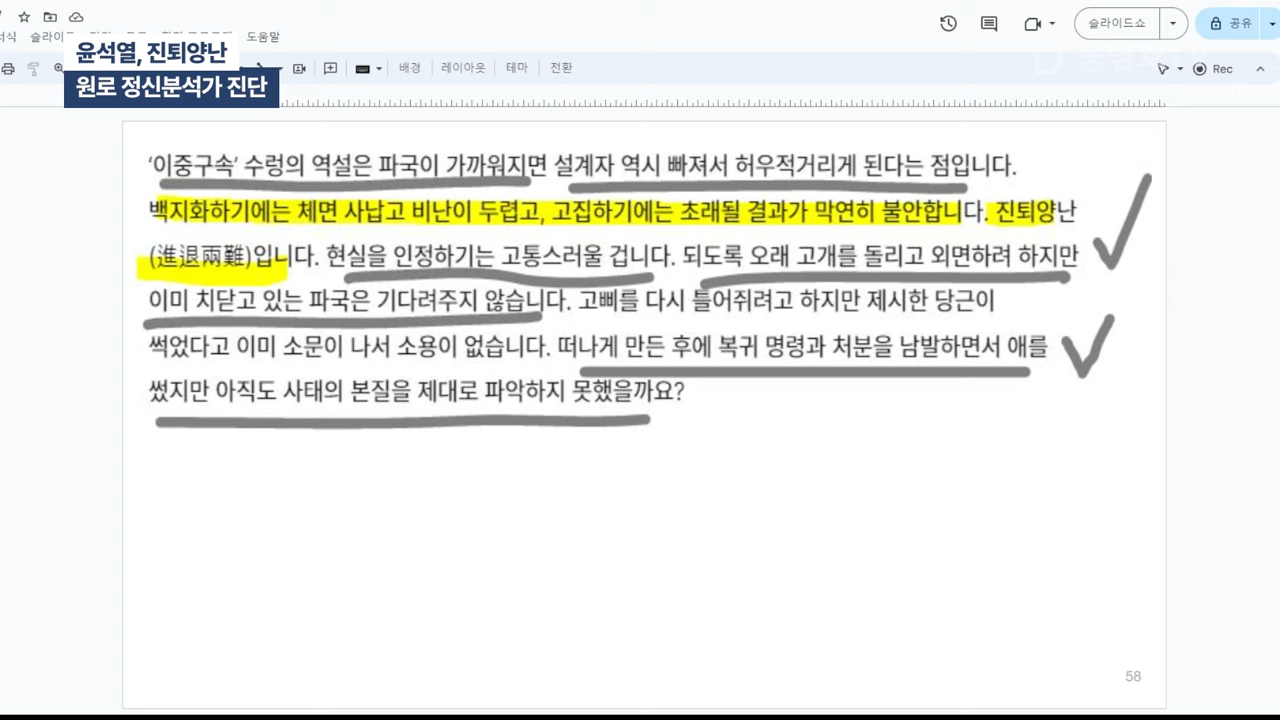 슬라이드쇼
공유
도움말
윤석열, 진퇴양난
원로 정신분석가 진단
배경
레이아웃
테마
전환
Rec
‘이중구속’ 수렁의 역설은 파국이 가까워지면 설계자 역시 빠져서 허우적거리게 된다는 점입니다.
백지화하기에는 체면 사납고 비난이 두렵고, 고집하기에는 초래될 결과가 막연히 불안합니다. 진퇴양난
(進退兩難)입니다. 현실을 인정하기는 고통스러울 겁니다. 되도록 오래 고개를 돌리고 외면하려 하지만
이미 치닫고 있는 파국은 기다려주지 않습니다. 고삐를 다시 틀어쥐려고 하지만 제시한 당근이
썩었다고 이미 소문이 나서 소용이 없습니다. 떠나게 만든 후에 복귀 명령과 처분을 남발하면서 애를
썼지만 아직도 사태의 본질을 제대로 파악하지 못했을까요?
58